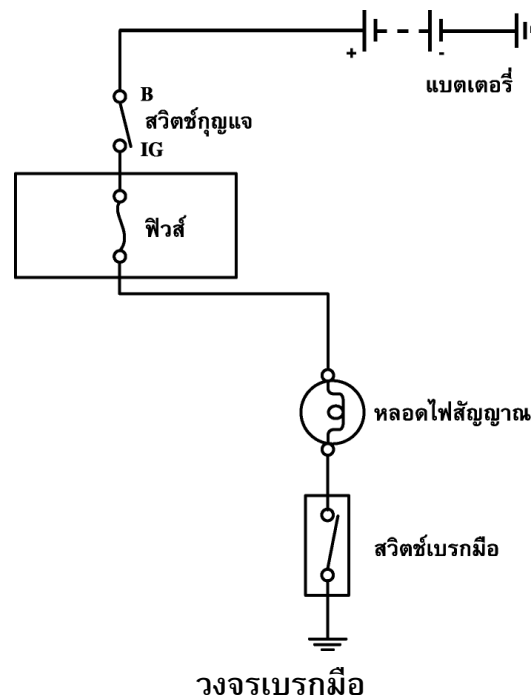 + -
แบตเตอรี่
B
สวิตช์กุญแจ
IG
ฟิวส์
หลอดไฟสัญญาณ
สวิตช์เบรกมือ
วงจรเบรกมือ